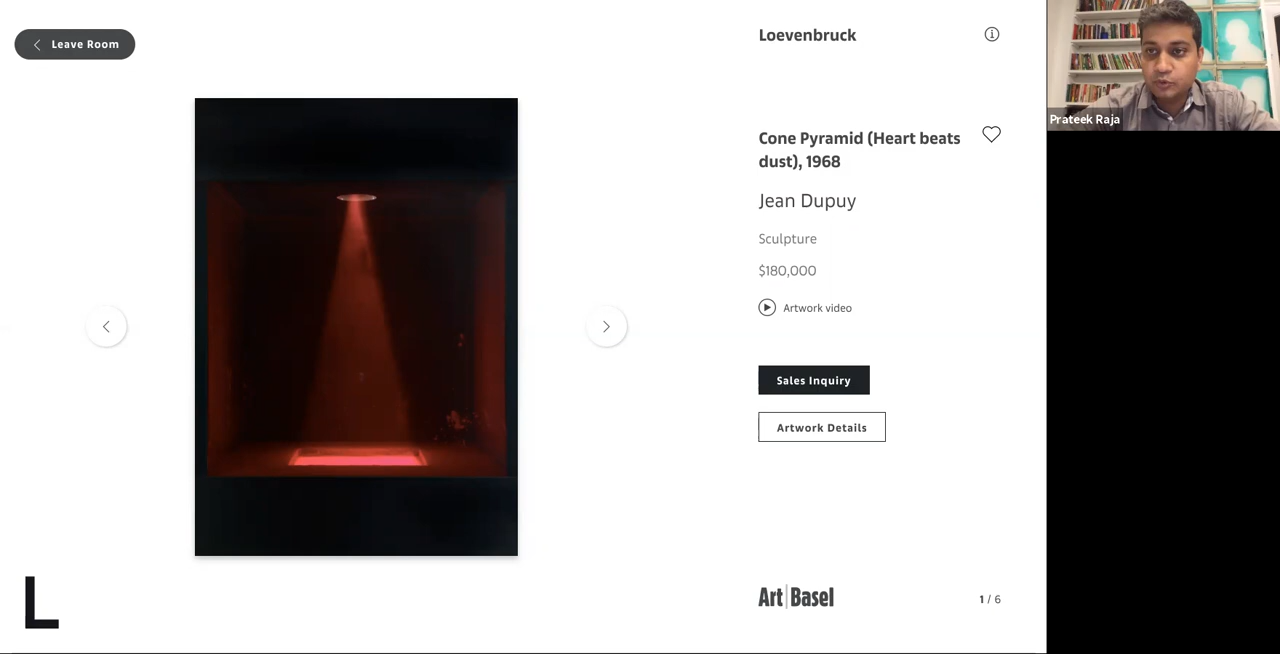 Leave Room
Loevenbruck
Cone Pyramid (Heart beats
dust), 1968
Jean Dupuy
Sculpture
$180,000
Artwork video
Sales Inquiry
Artwork Details
L
Art Basel
1 / 6
Prateek Raja